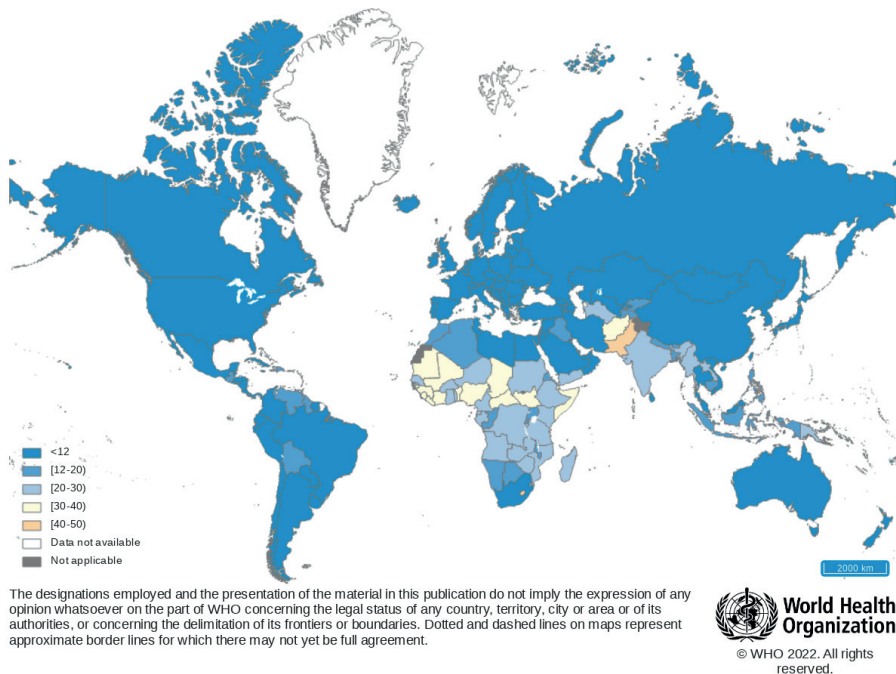 <12
[12-20)
[20-30)
[30-40)
[40-50)
Data not available
Not applicable
2000 km
The designations employed and the presentation of the material in this publication do not imply the expression of any
opinion whatsoever on the part of WHO concerning the legal status of any country, territory, city or area or of its
authorities, or concerning the delimitation of its frontiers or boundaries. Dotted and dashed lines on maps represent
approximate border lines for which there may not yet be full agreement.
World Health
Organization
© WHO 2022. All rights
reserved.